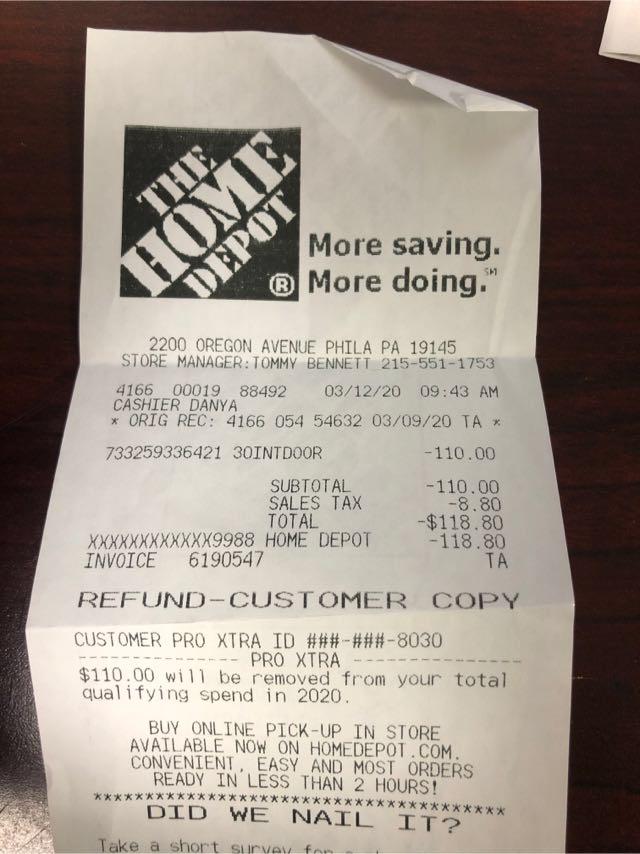 THE
HOME
DEPOT
®
More saving.
More doing.℠
2200 OREGON AVENUE PHILA PA 19145
STORE MANAGER:TOMMY BENNETT 215-551-1753
4166 00019 88492 03/12/20 09:43 AM
CASHIER DANYA
* ORIG REC: 4166 054 54632 03/09/20 TA *
733259336421 30INTDOOR -110.00
SUBTOTAL -110.00
SALES TAX -8.80
TOTAL -$118.80
XXXXXXXXXXXX9988 HOME DEPOT -118.80
INVOICE 6190547 TA
REFUND-CUSTOMER COPY
CUSTOMER PRO XTRA ID ###-###-8030
--------------- PRO XTRA ---------------
$110.00 will be removed from your total
qualifying spend in 2020.
BUY ONLINE PICK-UP IN STORE
AVAILABLE NOW ON HOMEDEPOT.COM.
CONVENIENT, EASY AND MOST ORDERS
READY IN LESS THAN 2 HOURS!
****************************************
DID WE NAIL IT?
Take a short survey for